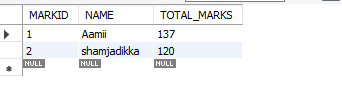 MARKID NAME TOTAL_MARKS
1 Aamii 137
2 shamjadikka 120
NULL NULL NULL